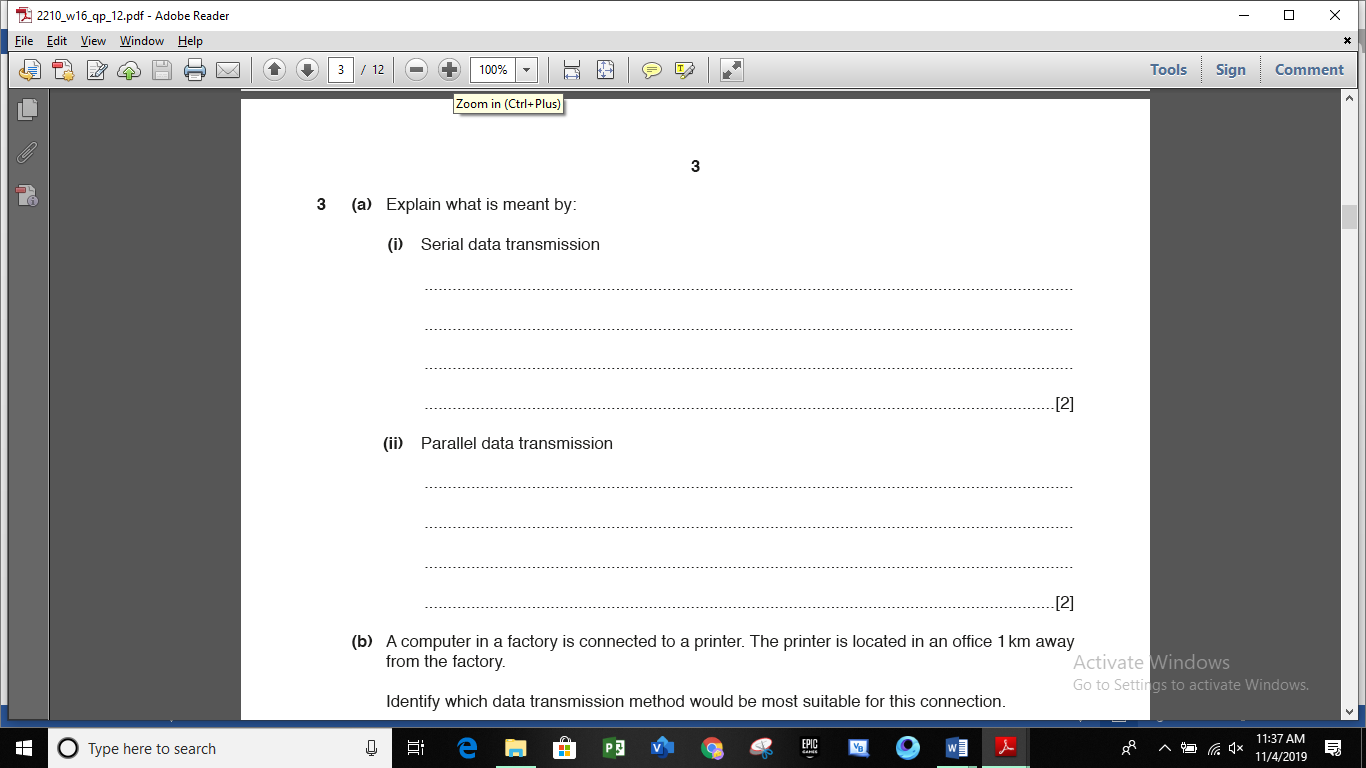 2210_w16_qp_12.pdf - Adobe Reader
File Edit View Window Help
3 / 12 100% Tools Sign Comment
Zoom in (Ctrl+Plus)
3
3 (a) Explain what is meant by:
(i) Serial data transmission
[2]
(ii) Parallel data transmission
[2]
(b) A computer in a factory is connected to a printer. The printer is located in an office 1 km away
from the factory.
Activate Windows
Go to Settings to activate Windows.
Identify which data transmission method would be most suitable for this connection.
Type here to search
11:37 AM
11/4/2019